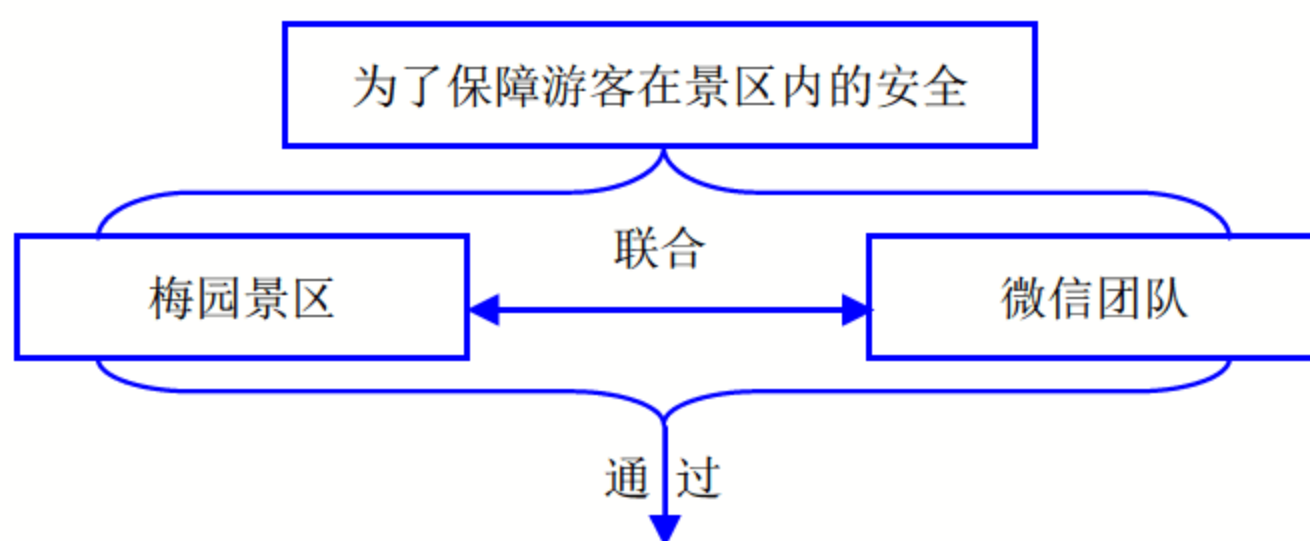 为了保障游客在景区内的安全
联合
梅园景区
微信团队
通过